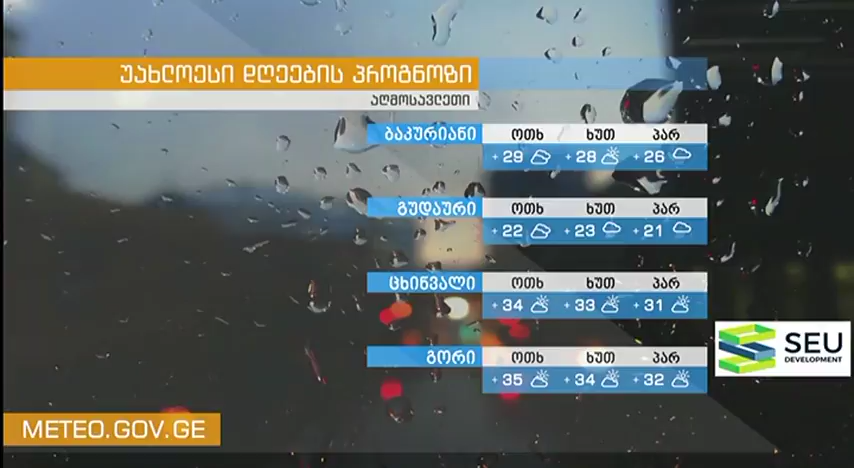 უახლოესი დღეების პროგნოზი
აღმოსავლეთი
ბაკურიანი ოთხ ხუთ პარ
+29 +28 +26
გუდაური ოთხ ხუთ პარ
+22 +23 +21
ცხინვალი ოთხ ხუთ პარ
+34 +33 +31
გორი ოთხ ხუთ პარ
+35 +34 +32
SEU
DEVELOPMENT
METEO.GOV.GE